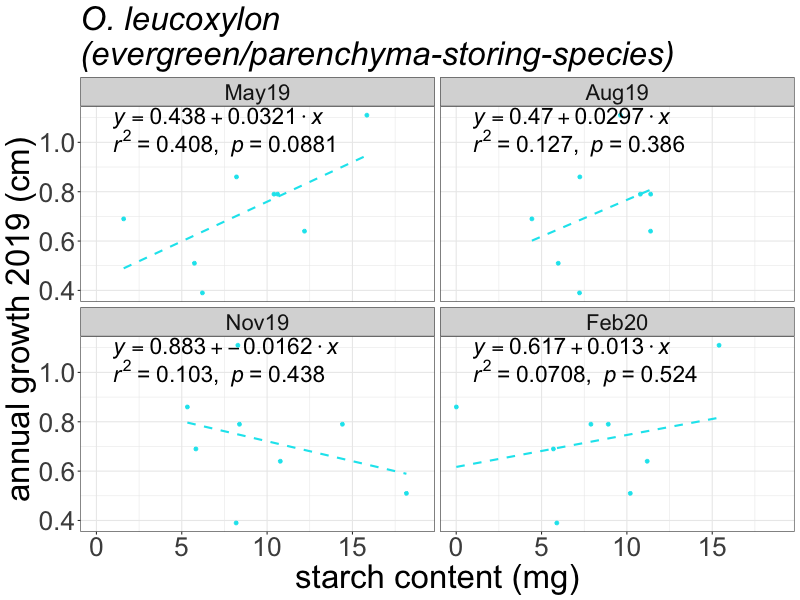 O. leucoxylon
(evergreen/parenchyma-storing-species)
May19
Aug19
y = 0.438 + 0.0321 · x
r² = 0.408, p = 0.0881
y = 0.47 + 0.0297 · x
r² = 0.127, p = 0.386
1.0
0.8
0.6
0.4
Nov19
Feb20
y = 0.883 + −0.0162 · x
r² = 0.103, p = 0.438
y = 0.617 + 0.013 · x
r² = 0.0708, p = 0.524
1.0
0.8
0.6
0.4
0 5 10 15
0 5 10 15
annual growth 2019 (cm)
starch content (mg)